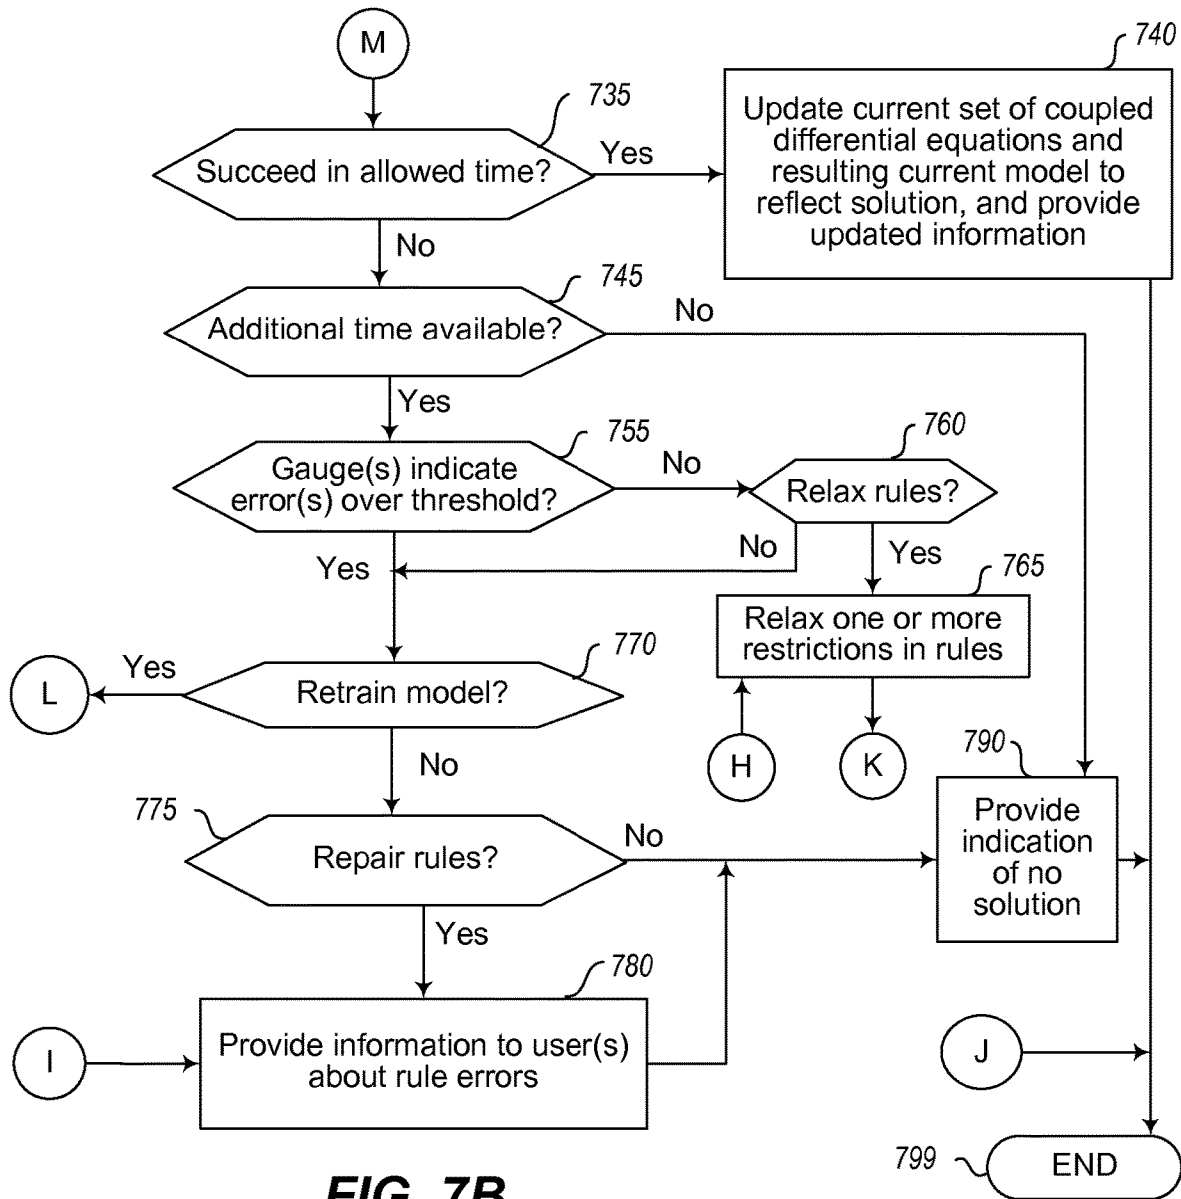 M
740
735
Update current set of coupled
differential equations and
resulting current model to
reflect solution, and provide
updated information
Succeed in allowed time?
Yes
No
745
Additional time available?
No
Yes
755
760
Gauge(s) indicate
error(s) over threshold?
No
Relax rules?
Yes
No
Yes
765
Relax one or more
restrictions in rules
770
L
Yes
Retrain model?
No
H
K
790
775
Repair rules?
No
Provide
indication
of no
solution
Yes
780
I
Provide information to user(s)
about rule errors
J
799
END
FIG. 7B